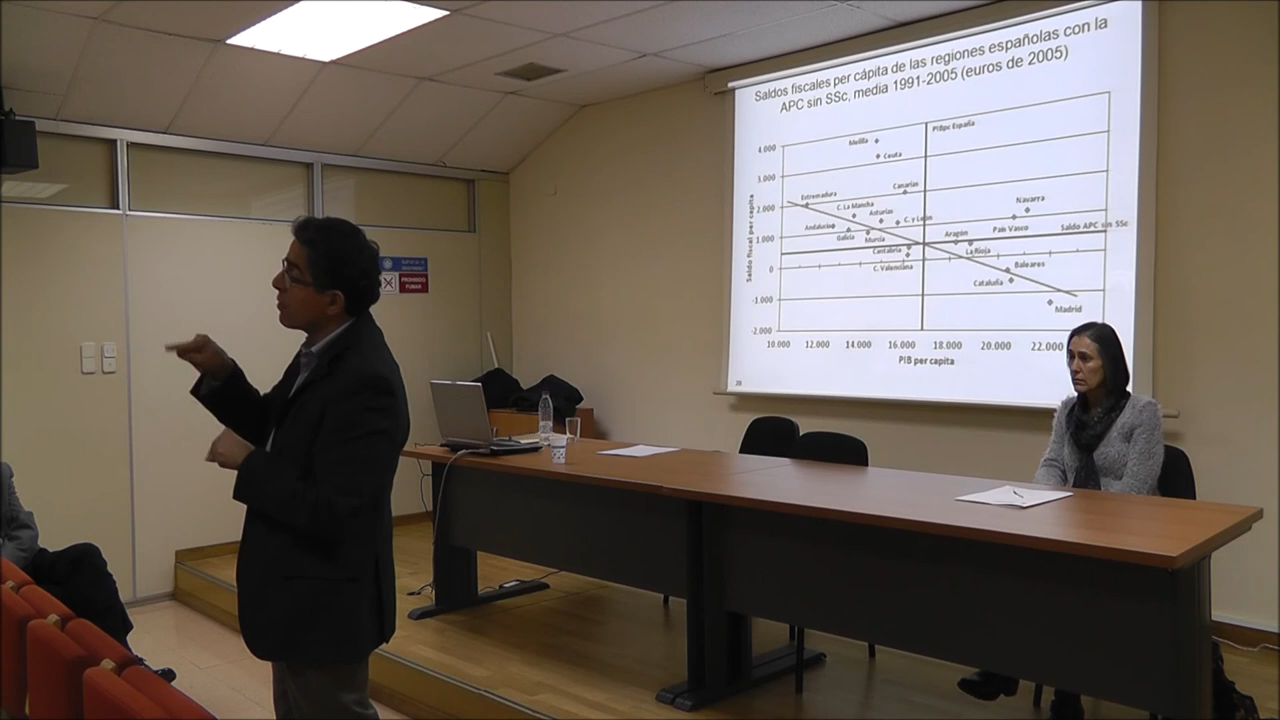 Saldos fiscales per cápita de las regiones españolas con la
APC sin SSc, media 1991-2005 (euros de 2005)
PIBpc España
4.000
3.000
2.000
1.000
0
-1.000
-2.000
Saldo fiscal per capita
Melilla
Ceuta
Canarias
Extremadura
C. La Mancha
Asturias
C. y León
Andalucía
Galicia
Murcia
Cantabria
C. Valenciana
Navarra
País Vasco
Saldo APC sin SSc
Aragón
La Rioja
Baleares
Cataluña
Madrid
10.000 12.000 14.000 16.000 18.000 20.000 22.000
PIB per capita
PROHIBIDO
FUMAR